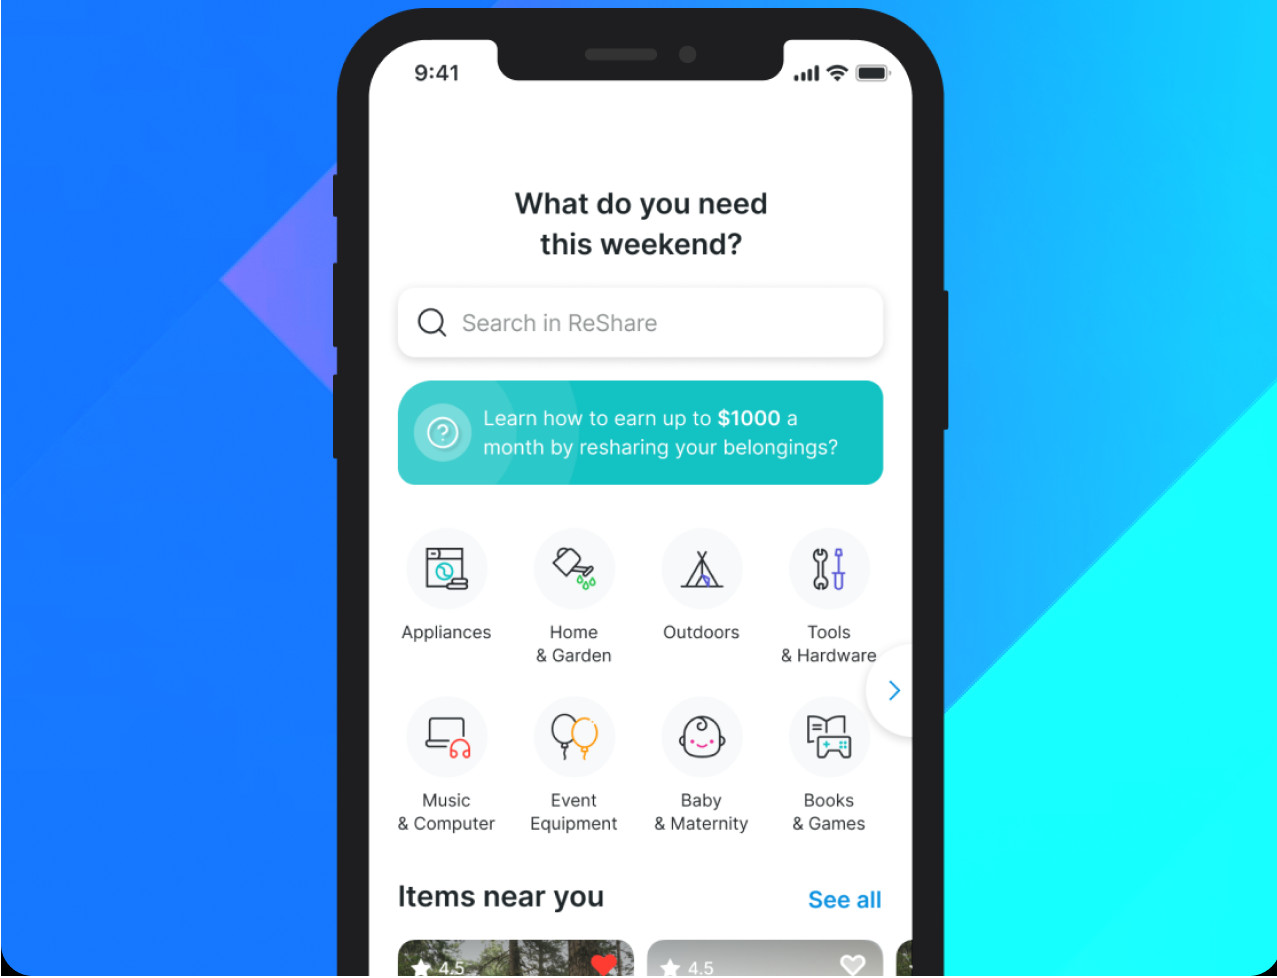 9:41
What do you need
this weekend?
Search in ReShare
Learn how to earn up to $1000 a
month by resharing your belongings?
Appliances
Home
& Garden
Outdoors
Tools
& Hardware
Music
& Computer
Event
Equipment
Baby
& Maternity
Books
& Games
Items near you
See all
4.5
4.5